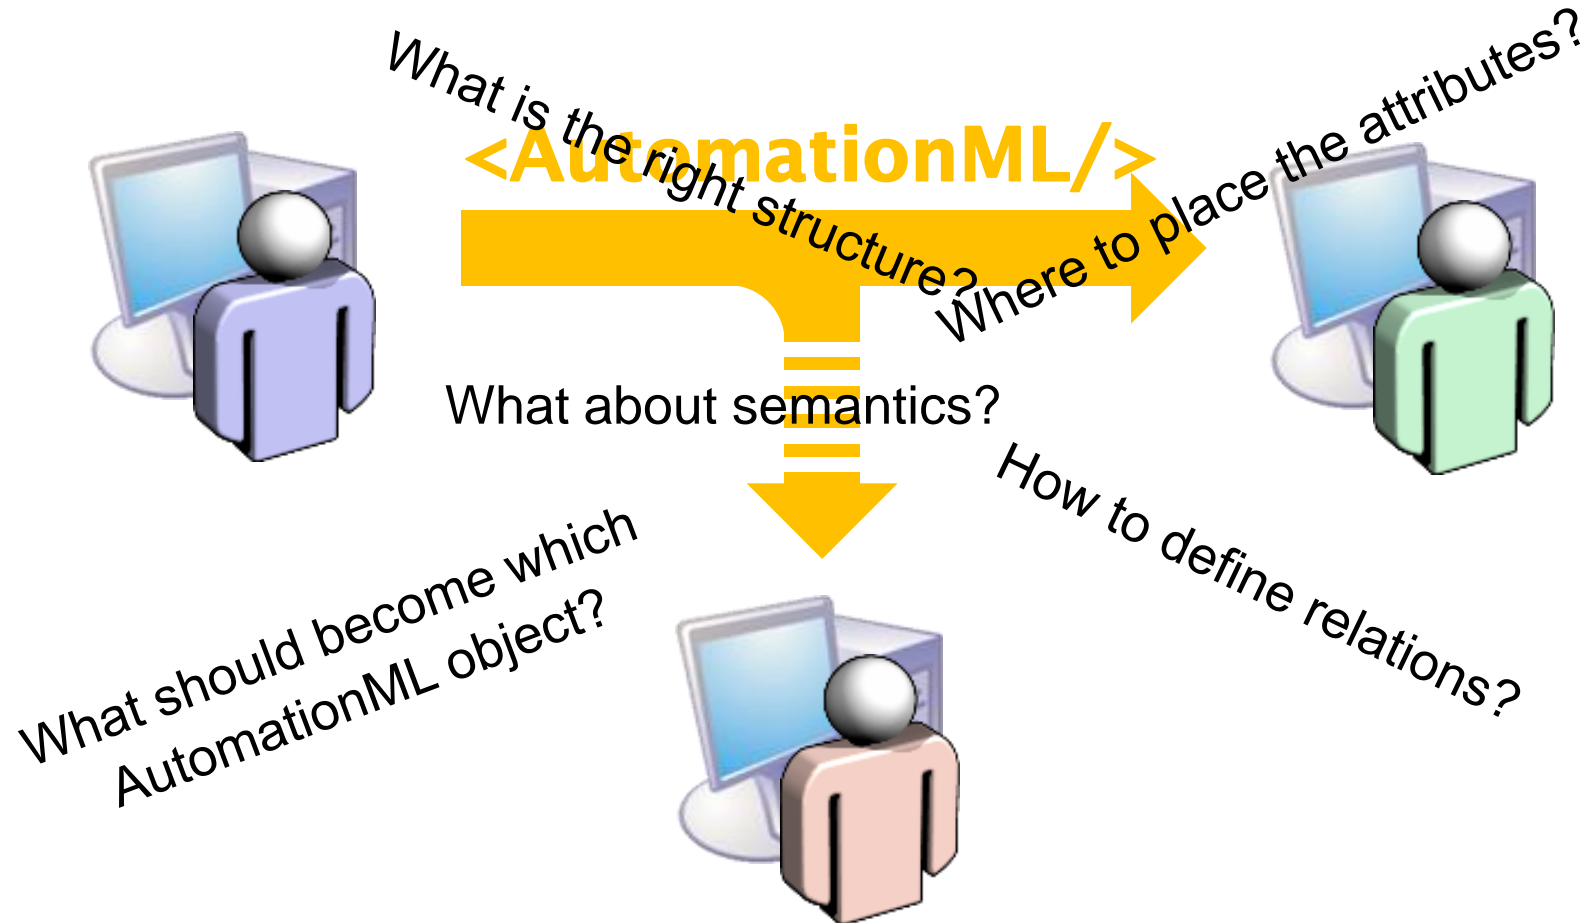 What is the right structure?
Where to place the attributes?
<AutomationML/>
What about semantics?
How to define relations?
What should become which
AutomationML object?